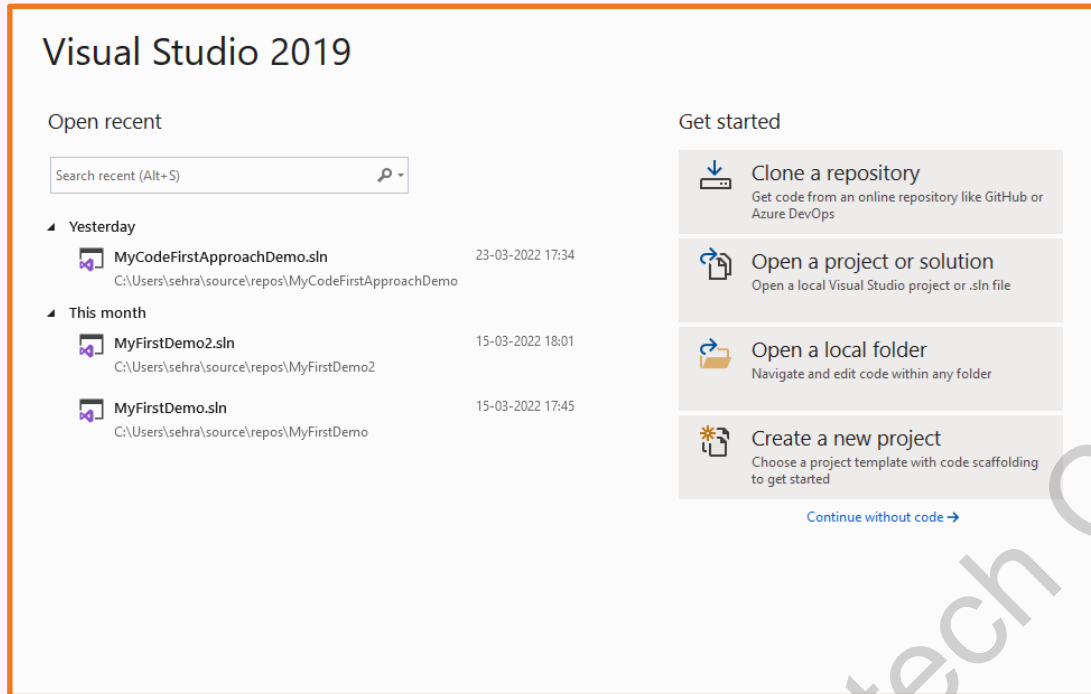 Visual Studio 2019
Open recent
Search recent (Alt+S)
Yesterday
MyCodeFirstApproachDemo.sln 23-03-2022 17:34
C:\Users\sehra\source\repos\MyCodeFirstApproachDemo
This month
MyFirstDemo2.sln 15-03-2022 18:01
C:\Users\sehra\source\repos\MyFirstDemo2
MyFirstDemo.sln 15-03-2022 17:45
C:\Users\sehra\source\repos\MyFirstDemo
Get started
Clone a repository
Get code from an online repository like GitHub or
Azure DevOps
Open a project or solution
Open a local Visual Studio project or .sln file
Open a local folder
Navigate and edit code within any folder
Create a new project
Choose a project template with code scaffolding
to get started
Continue without code →